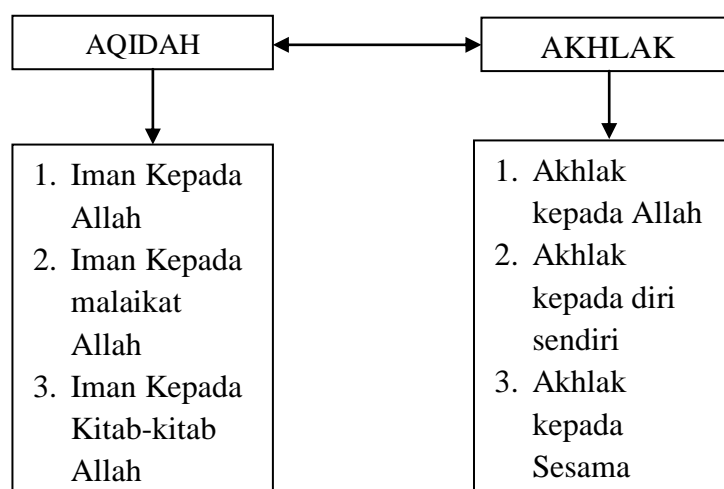 AQIDAH
AKHLAK
1. Iman Kepada
Allah
2. Iman Kepada
malaikat
Allah
3. Iman Kepada
Kitab-kitab
Allah
1. Akhlak
kepada Allah
2. Akhlak
kepada diri
sendiri
3. Akhlak
kepada
Sesama